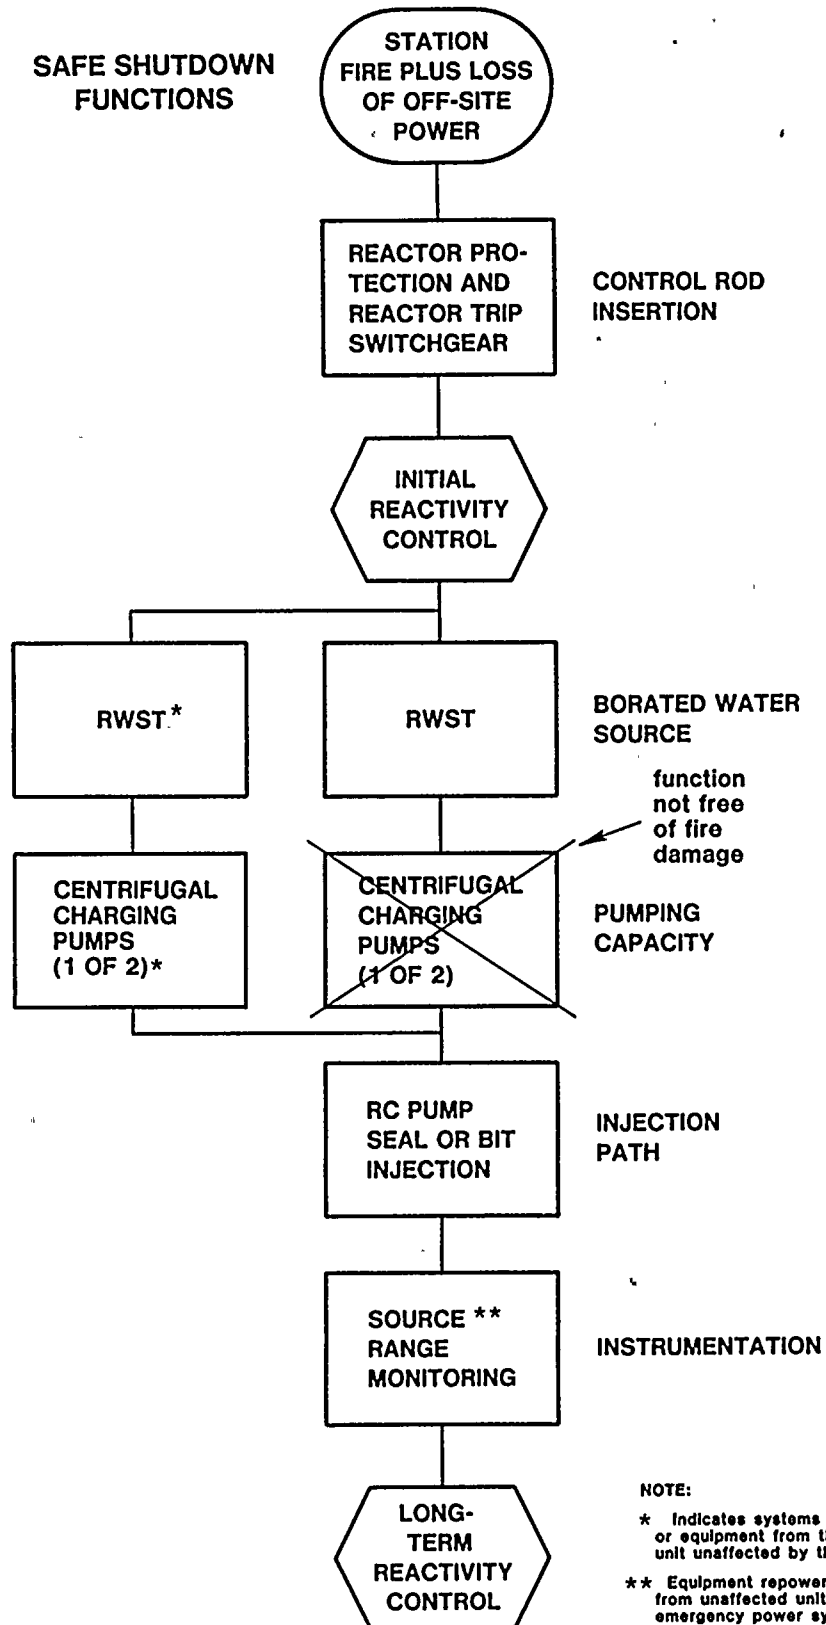 SAFE SHUTDOWN
FUNCTIONS
STATION
FIRE PLUS LOSS
OF OFF-SITE
POWER
REACTOR PRO-
TECTION AND
REACTOR TRIP
SWITCHGEAR
CONTROL ROD
INSERTION
INITIAL
REACTIVITY
CONTROL
RWST.*
RWST
BORATED WATER
SOURCE
function
not free
of fire
damage
CENTRIFUGAL
CHARGING
PUMPS
(1 OF 2)*
CENTRIFUGAL
CHARGING
PUMPS
(1 OF 2)
PUMPING
CAPACITY
RC PUMP
SEAL OR BIT
INJECTION
INJECTION
PATH
SOURCE **
RANGE
MONITORING
INSTRUMENTATION
LONG-
TERM
REACTIVITY
CONTROL
NOTE:
* Indicates systems
or equipment from
unit unaffected by
** Equipment
from unaffected unit
emergency power